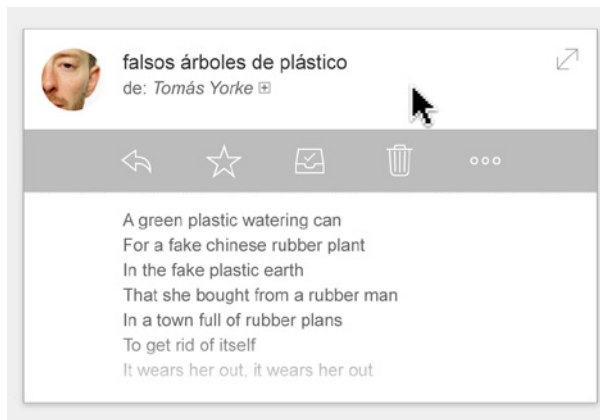 falsos árboles de plástico
de: Tomás Yorke
A green plastic watering can
For a fake chinese rubber plant
In the fake plastic earth
That she bought from a rubber man
In a town full of rubber plans
To get rid of itself
It wears her out, it wears her out